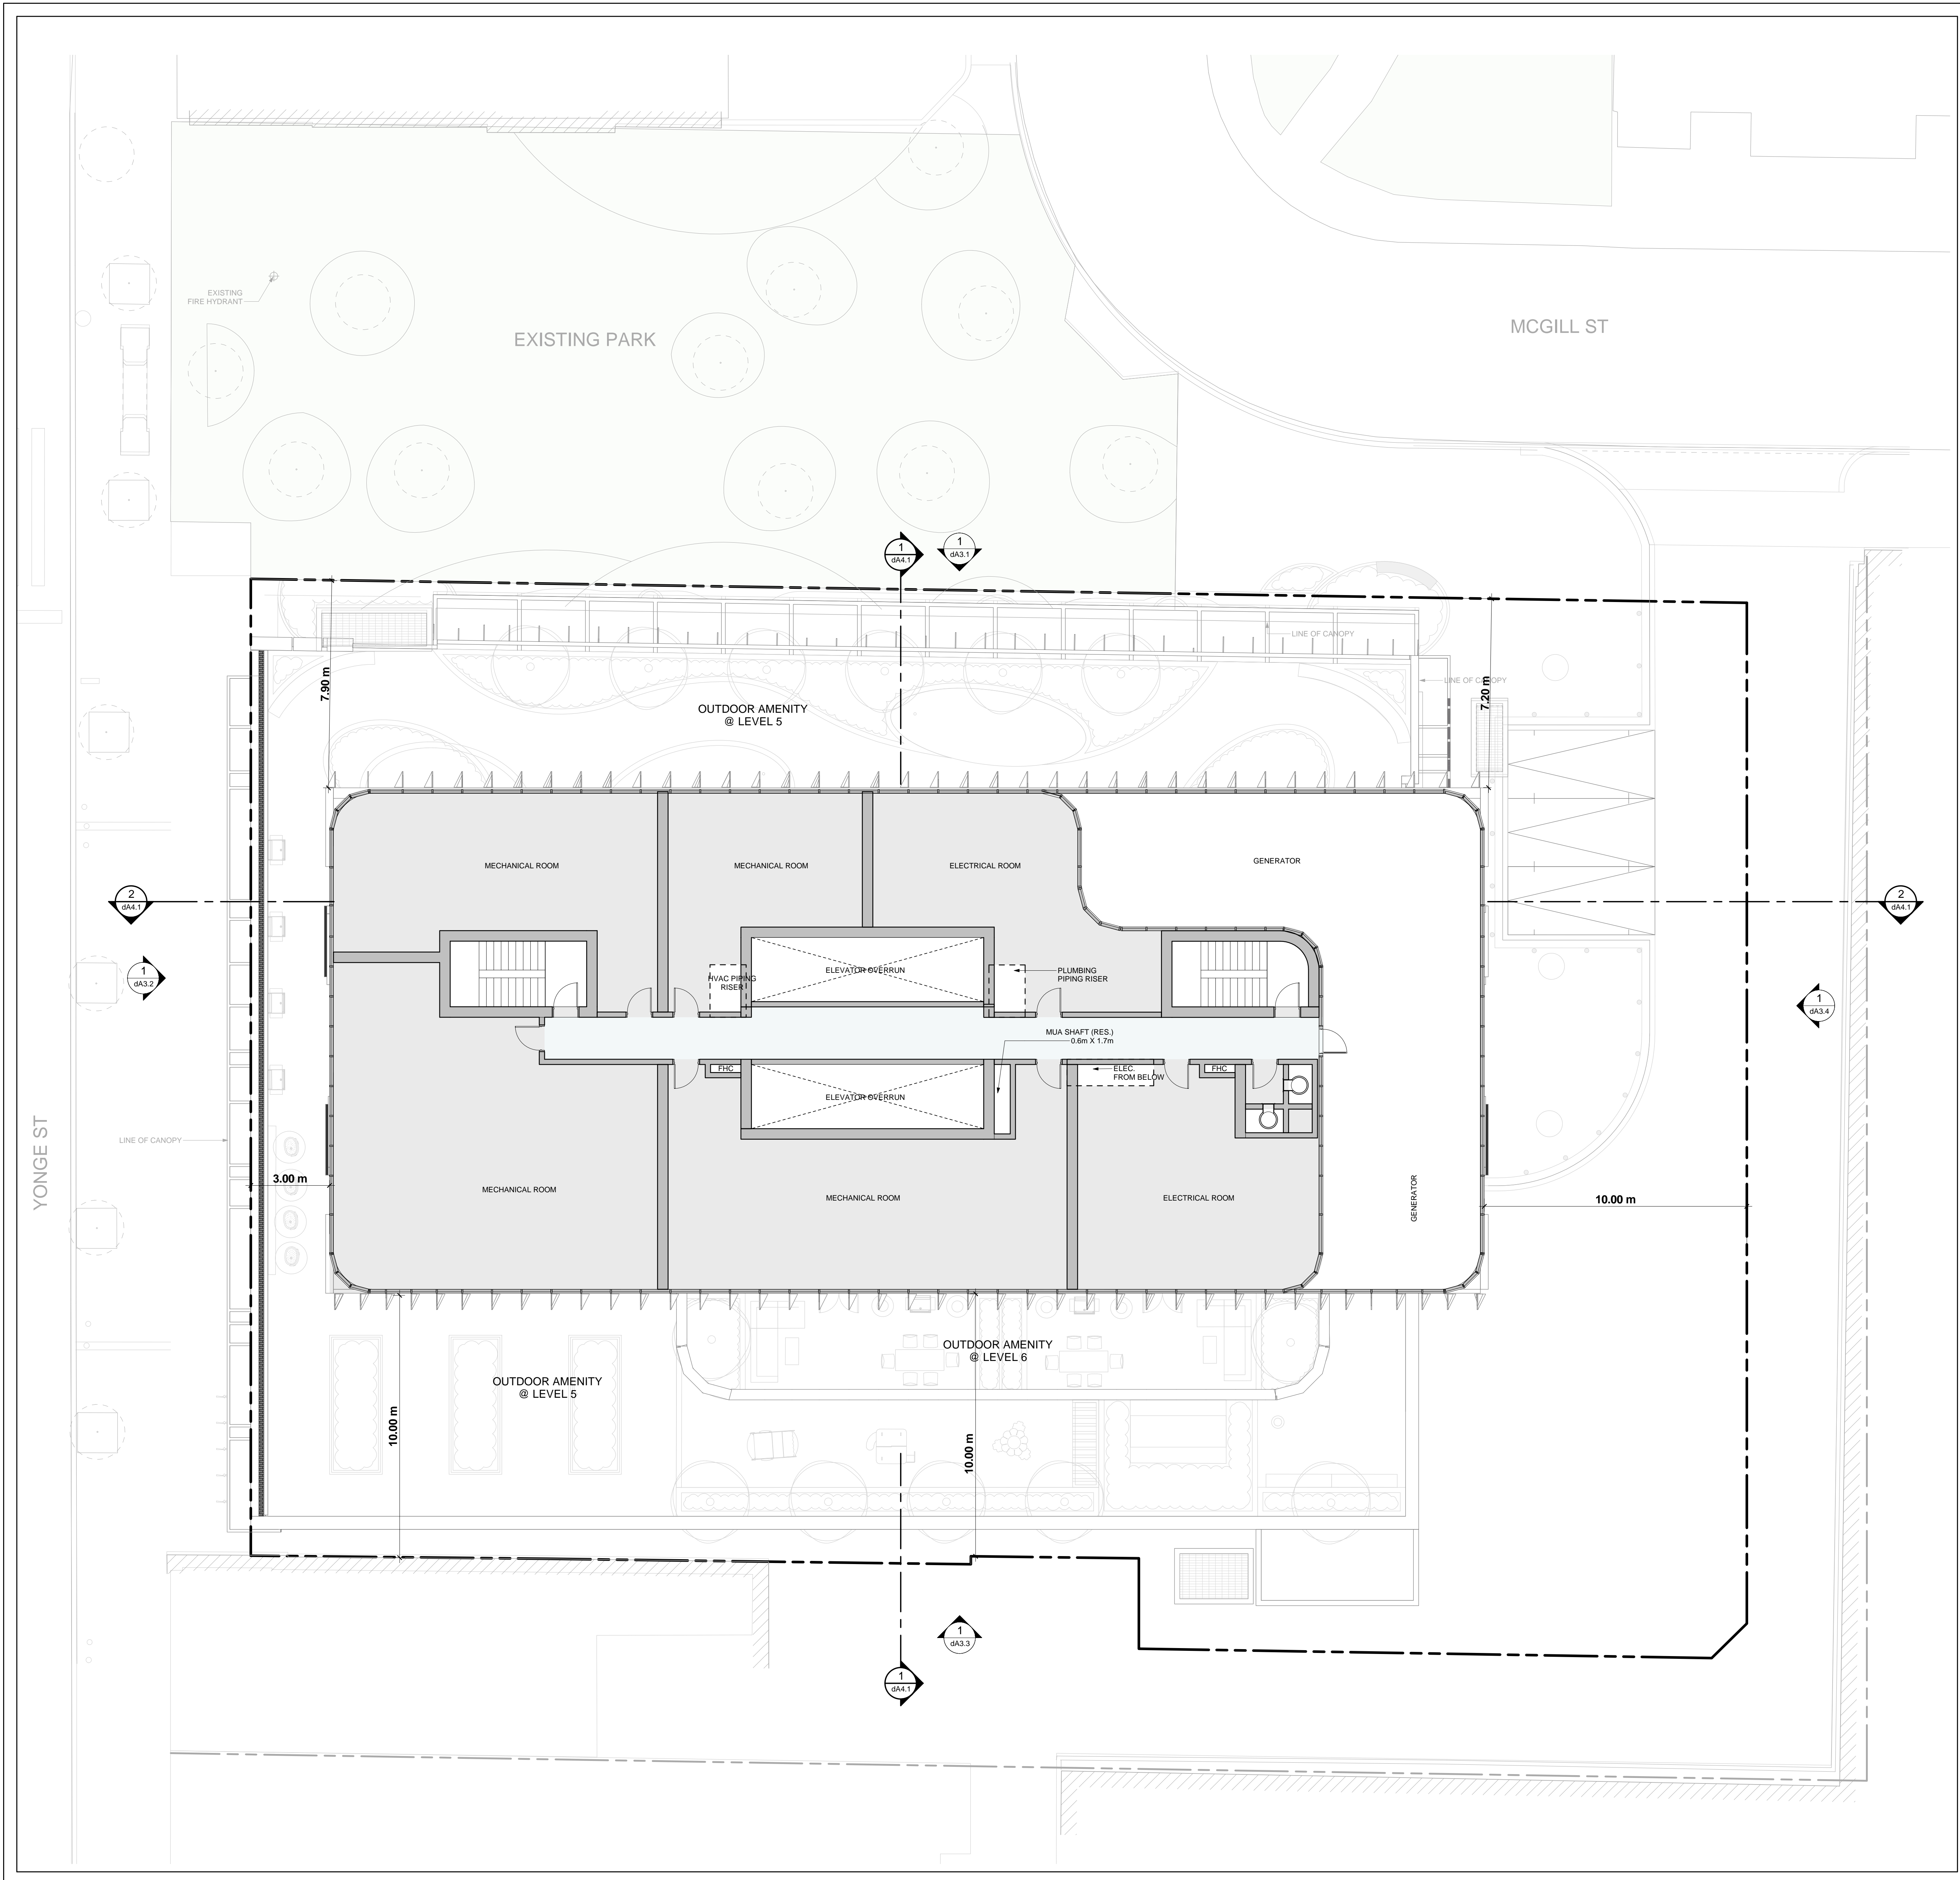 EXISTING
FIRE HYDRANT
EXISTING PARK
MCGILL ST
1
dA4.1
1
dA3.1
LINE OF CANOPY
LINE OF CANOPY
7.90 m
7.20 m
OUTDOOR AMENITY
@ LEVEL 5
MECHANICAL ROOM
MECHANICAL ROOM
ELECTRICAL ROOM
GENERATOR
2
dA4.1
2
dA4.1
1
dA3.2
HVAC PIPING
RISER
ELEVATOR OVERRUN
PLUMBING
PIPING RISER
1
dA3.4
MUA SHAFT (RES.)
0.6m X 1.7m
FHC
ELEC.
FROM BELOW
FHC
ELEVATOR OVERRUN
YONGE ST
LINE OF CANOPY
3.00 m
MECHANICAL ROOM
MECHANICAL ROOM
ELECTRICAL ROOM
GENERATOR
10.00 m
OUTDOOR AMENITY
@ LEVEL 6
OUTDOOR AMENITY
@ LEVEL 5
10.00 m
10.00 m
1
dA3.3
1
dA4.1